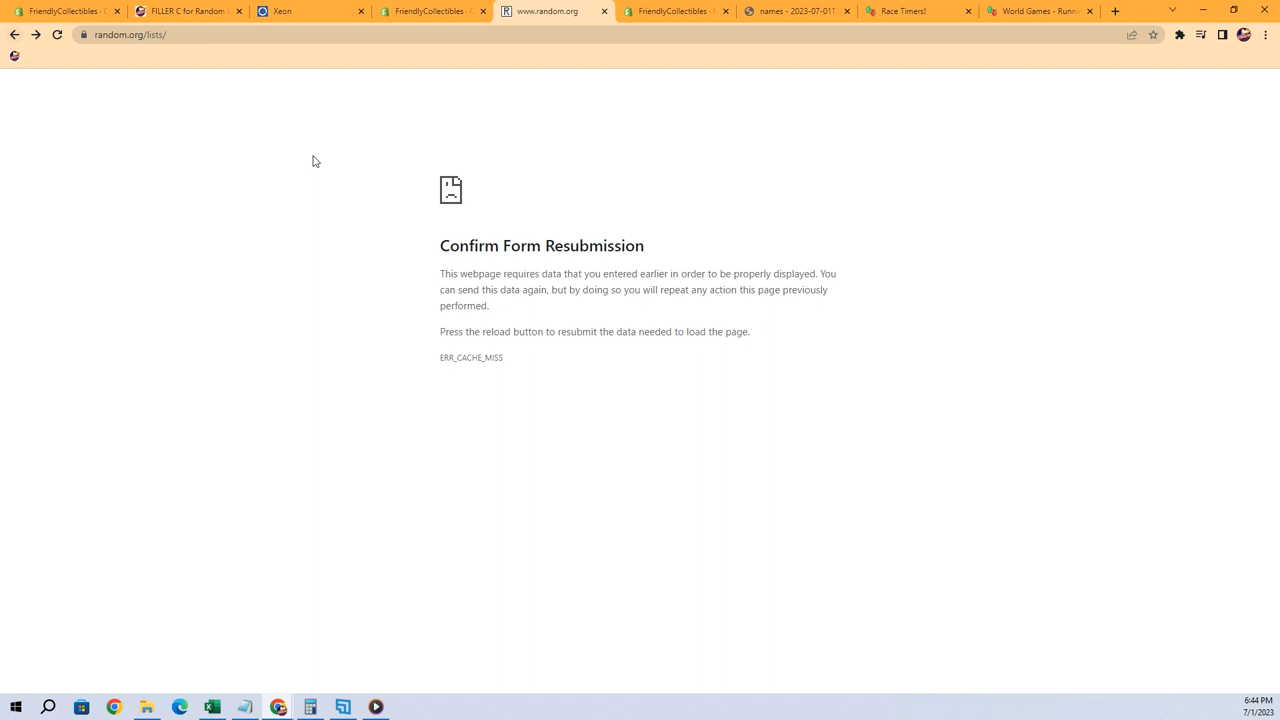 FriendlyCollectibles - C
FILLER C for Random
Xeon
FriendlyCollectibles - C
www.random.org
FriendlyCollectibles -
names - 2023-07-01T
Race Timers!
World Games - Runni
random.org/lists/
Confirm Form Resubmission
This webpage requires data that you entered earlier in order to be properly displayed. You
can send this data again, but by doing so you will repeat any action this page previously
performed.
Press the reload button to resubmit the data needed to load the page.
ERR_CACHE_MISS
6:44 PM
7/1/2023